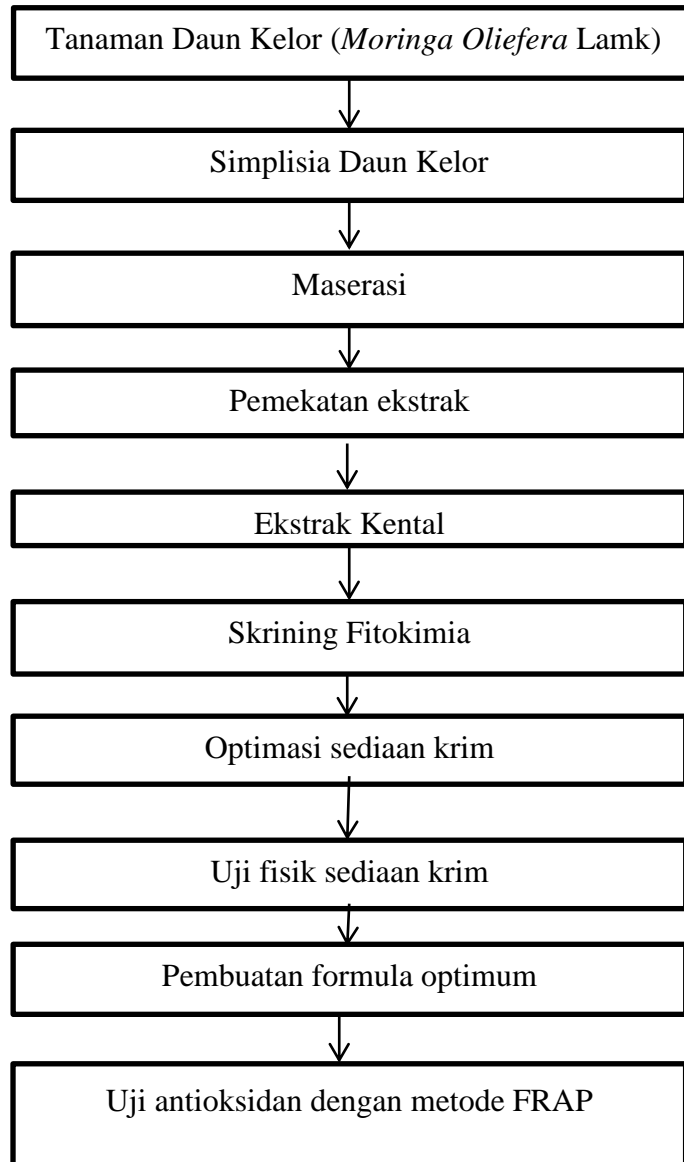 Tanaman Daun Kelor (Moringa Oliefera Lamk)
Simplisia Daun Kelor
Maserasi
Pemekatan ekstrak
Ekstrak Kental
Skrining Fitokimia
Optimasi sediaan krim
Uji fisik sediaan krim
Pembuatan formula optimum
Uji antioksidan dengan metode FRAP